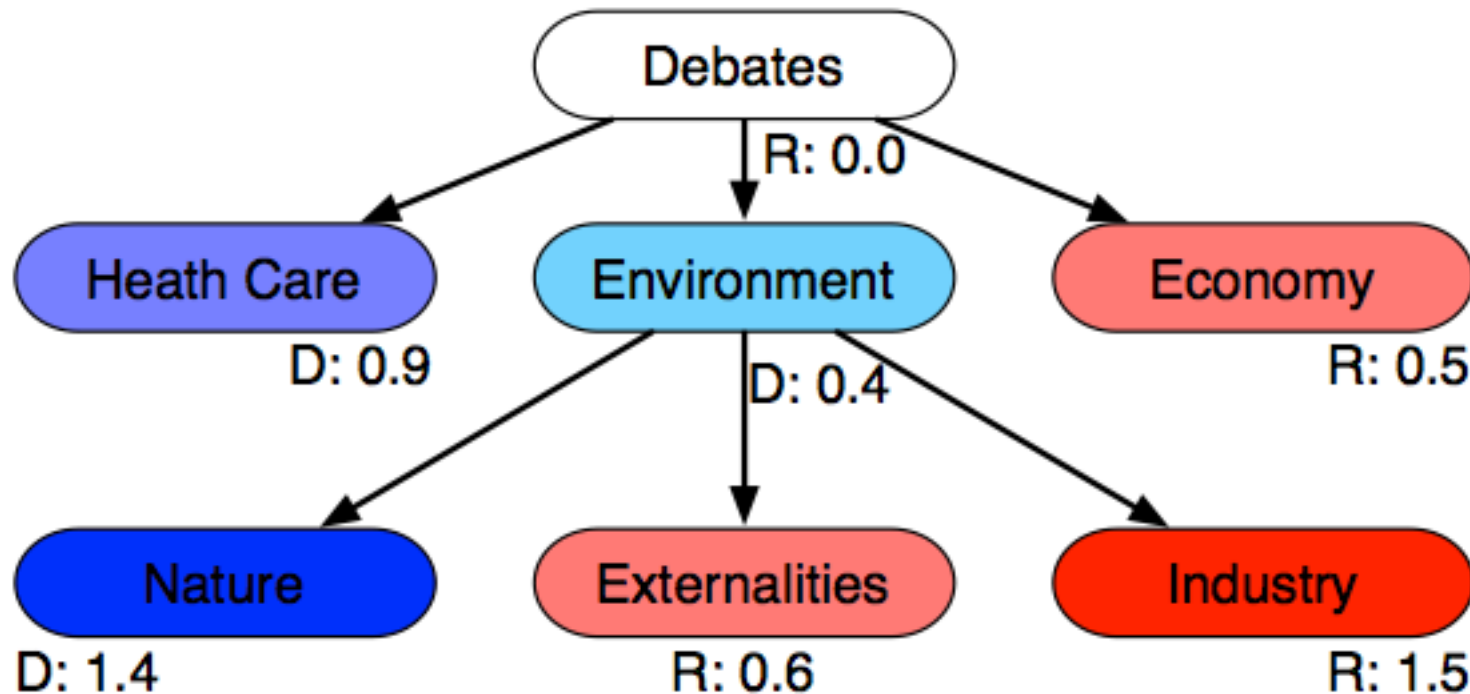 Debates
R: 0.0
Heath Care
Environment
Economy
D: 0.9
D: 0.4
R: 0.5
Nature
Externalities
Industry
D: 1.4
R: 0.6
R: 1.5